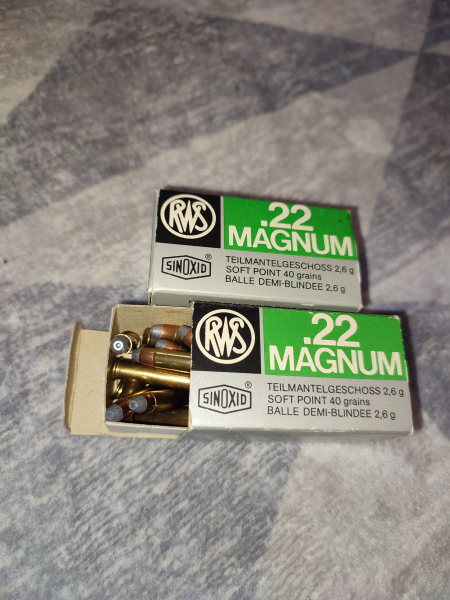 RWS
.22
MAGNUM
SINOXID®
TEILMANTELGESCHOSS 2,6 g
SOFT POINT 40 grains
BALLE DEMI-BLINDEE 2,6 g
RWS
.22
MAGNUM
SINOXID®
TEILMANTELGESCHOSS 2,6 g
SOFT POINT 40 grains
BALLE DEMI-BLINDEE 2,6 g